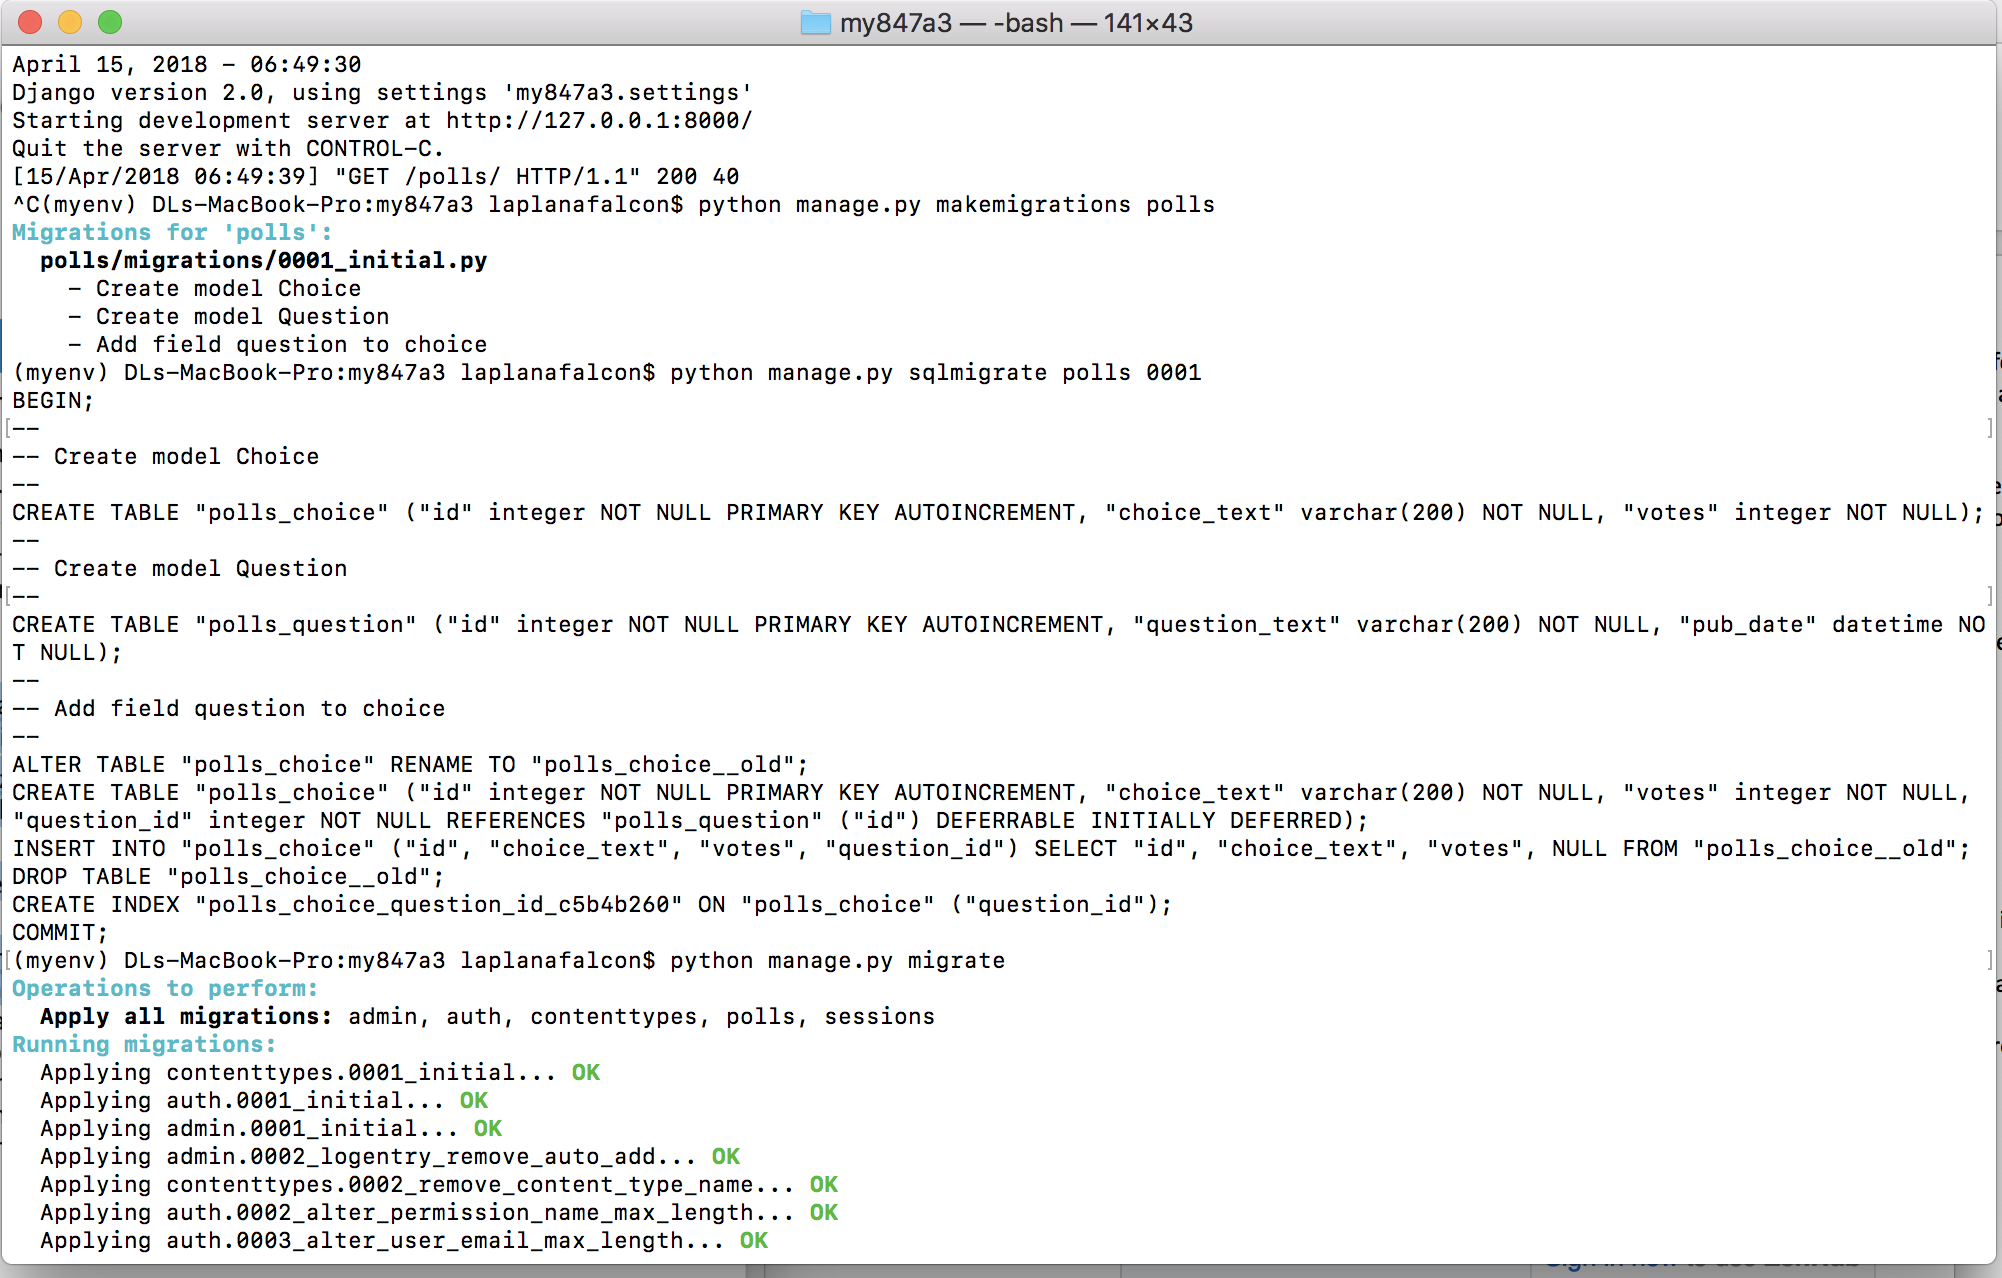 my847a3 — -bash — 141×43
April 15, 2018 - 06:49:30
Django version 2.0, using settings 'my847a3.settings'
Starting development server at http://127.0.0.1:8000/
Quit the server with CONTROL-C.
[15/Apr/2018 06:49:39] "GET /polls/ HTTP/1.1" 200 40
^C(myenv) DLs-MacBook-Pro:my847a3 laplanafalcon$ python manage.py makemigrations polls
Migrations for 'polls':
  polls/migrations/0001_initial.py
    - Create model Choice
    - Create model Question
    - Add field question to choice
(myenv) DLs-MacBook-Pro:my847a3 laplanafalcon$ python manage.py sqlmigrate polls 0001
BEGIN;
--
-- Create model Choice
--
CREATE TABLE "polls_choice" ("id" integer NOT NULL PRIMARY KEY AUTOINCREMENT, "choice_text" varchar(200) NOT NULL, "votes" integer NOT NULL);
--
-- Create model Question
--
CREATE TABLE "polls_question" ("id" integer NOT NULL PRIMARY KEY AUTOINCREMENT, "question_text" varchar(200) NOT NULL, "pub_date" datetime NO
T NULL);
--
-- Add field question to choice
--
ALTER TABLE "polls_choice" RENAME TO "polls_choice__old";
CREATE TABLE "polls_choice" ("id" integer NOT NULL PRIMARY KEY AUTOINCREMENT, "choice_text" varchar(200) NOT NULL, "votes" integer NOT NULL,
"question_id" integer NOT NULL REFERENCES "polls_question" ("id") DEFERRABLE INITIALLY DEFERRED);
INSERT INTO "polls_choice" ("id", "choice_text", "votes", "question_id") SELECT "id", "choice_text", "votes", NULL FROM "polls_choice__old";
DROP TABLE "polls_choice__old";
CREATE INDEX "polls_choice_question_id_c5b4b260" ON "polls_choice" ("question_id");
COMMIT;
(myenv) DLs-MacBook-Pro:my847a3 laplanafalcon$ python manage.py migrate
Operations to perform:
  Apply all migrations: admin, auth, contenttypes, polls, sessions
Running migrations:
  Applying contenttypes.0001_initial... OK
  Applying auth.0001_initial... OK
  Applying admin.0001_initial... OK
  Applying admin.0002_logentry_remove_auto_add... OK
  Applying contenttypes.0002_remove_content_type_name... OK
  Applying auth.0002_alter_permission_name_max_length... OK
  Applying auth.0003_alter_user_email_max_length... OK